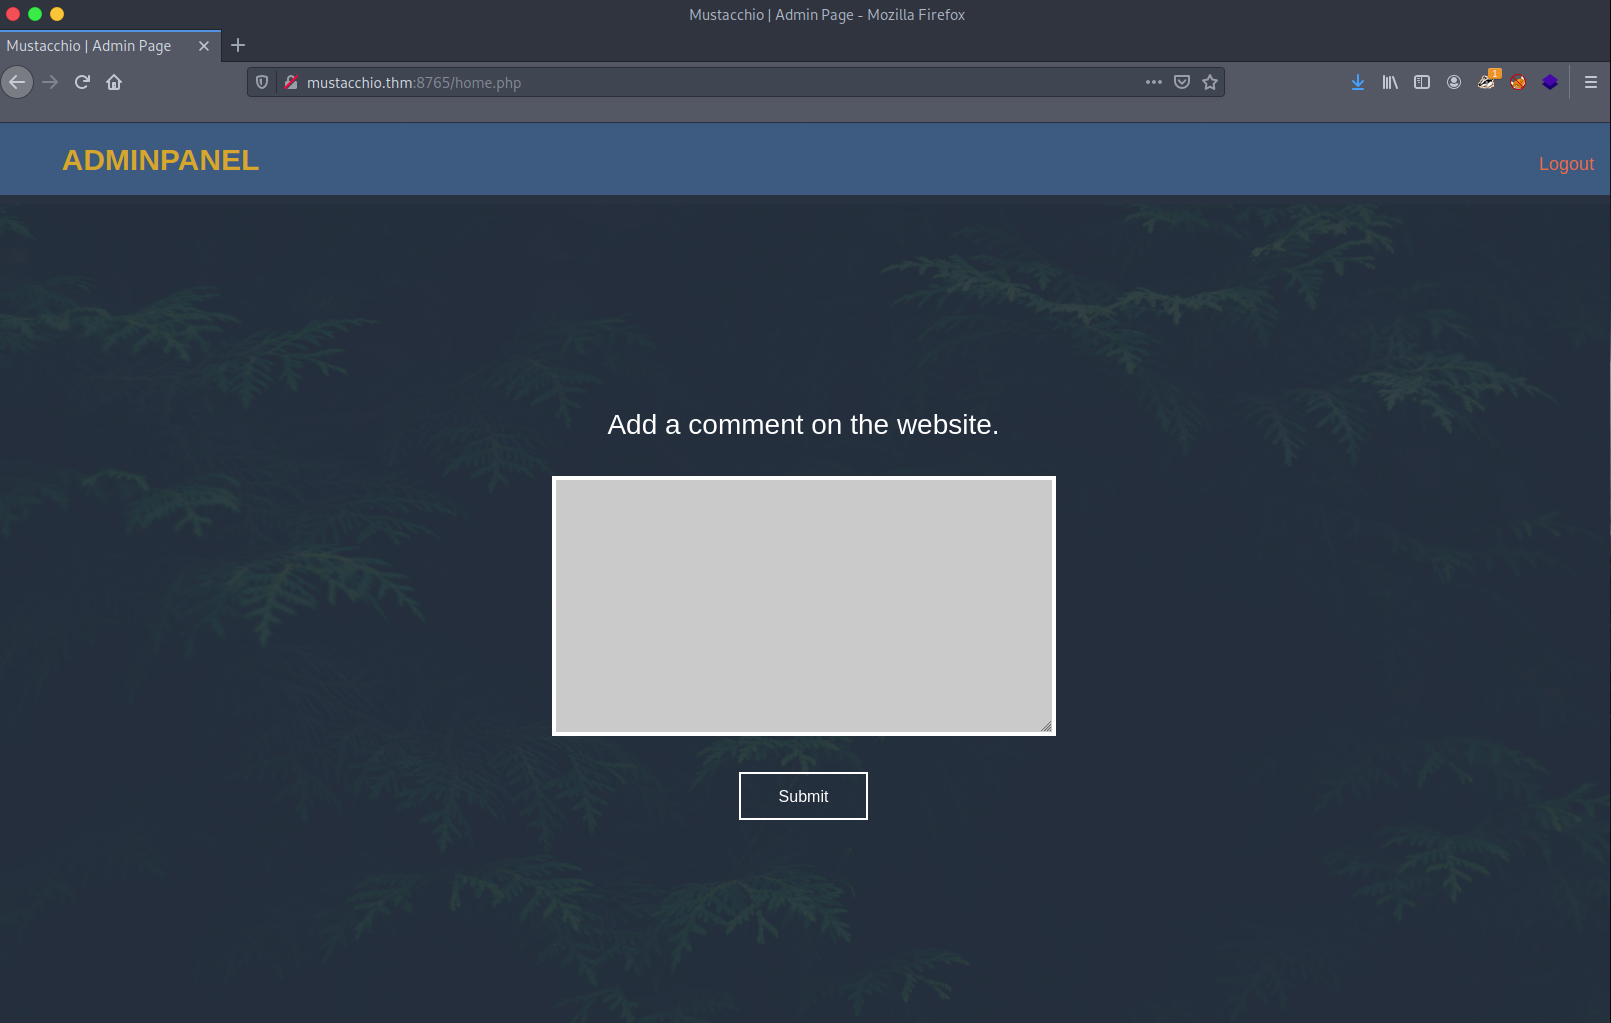 Mustacchio | Admin Page - Mozilla Firefox
Mustacchio | Admin Page
mustacchio.thm:8765/home.php
1
ADMINPANEL
Logout
Add a comment on the website.
Submit